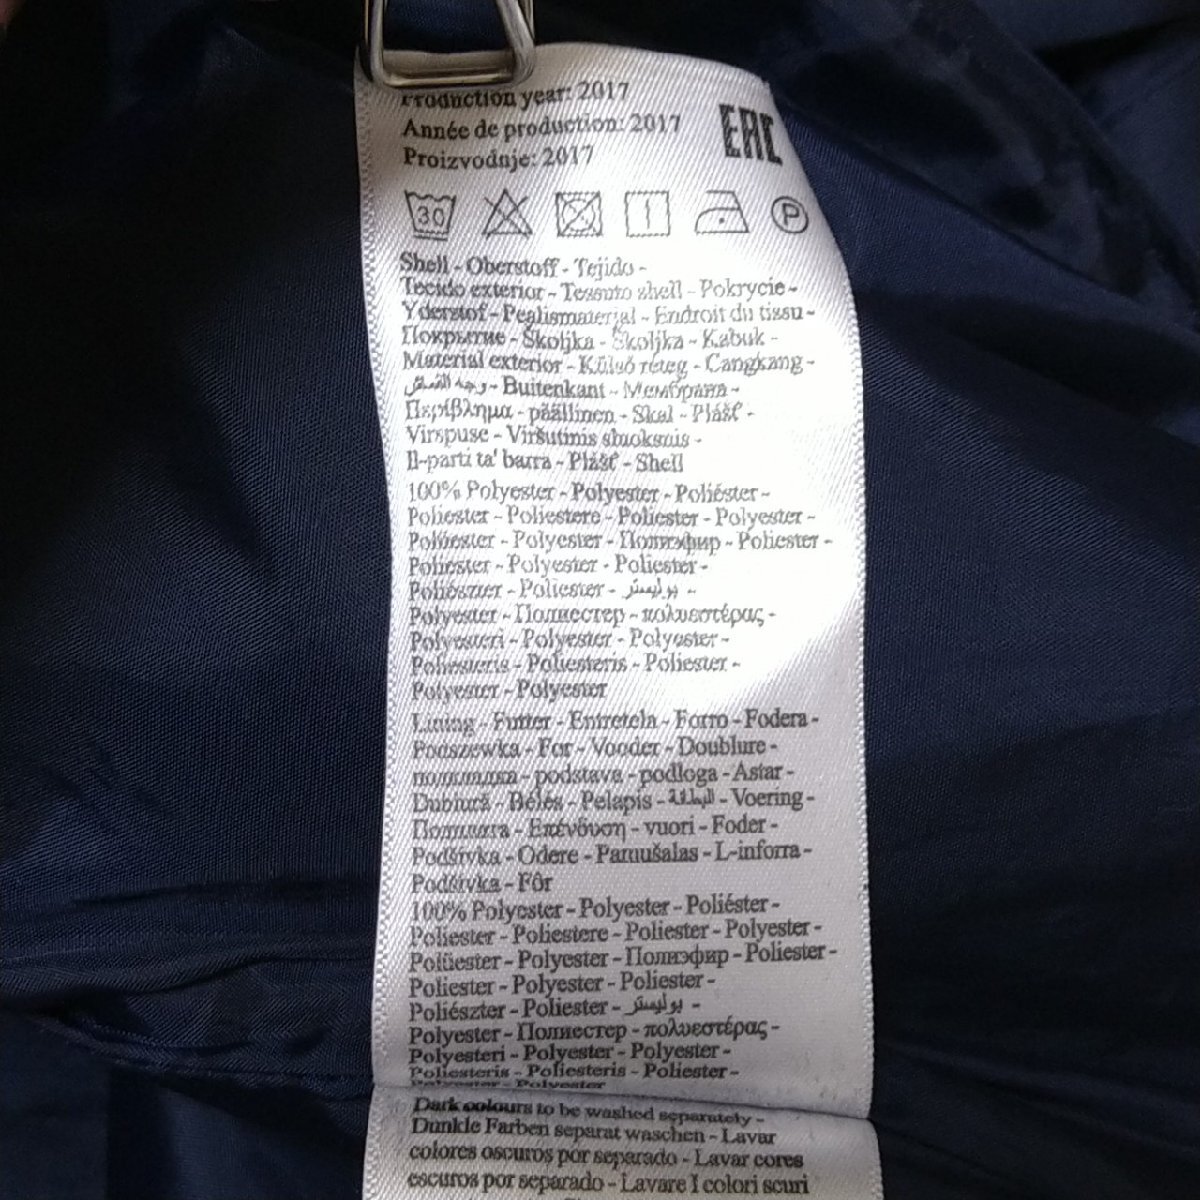 Production year: 2017
Année de production: 2017
Proizvodnje: 2017
EAC
30
P
Shell - Oberstoff - Tejido -
Tecido exterior - Tessuto shell - Pokrycie -
Yderstof - Pealismaterjal - Endroit du tissu -
Покрытие - Školjka - Školjka - Kabuk -
Material exterior - Külső réteg - Cangkang -
وجه القماش - Buitenkant - Мембрана -
Περίβλημα - päällinen - Skal - Plášť -
Virspuse - Viršutinis sluoksnis -
Il-parti ta' barra - Plášť - Shell
100% Polyester - Polyester - Poliéster -
Poliester - Poliestere - Poliester - Polyester -
Polüester - Polyester - Полиэфир - Poliester -
Poliester - Polyester - Poliester -
Poliészter - Poliester - بوليستر -
Polyester - Полиестер - πολυεστέρας -
Polyesteri - Polyester - Polyester -
Poliesteris - Poliesteris - Poliester -
Polyester - Polyester
Lining - Futter - Entretela - Forro - Fodera -
Podszewka - For - Vooder - Doublure -
подкладка - podstava - podloga - Astar -
Dublură - Bélés - Pelapis - البطانة - Voering -
Подплата - Επένδυση - vuori - Foder -
Podšívka - Odere - Pamušalas - L-inforra -
Podšívka - Fôr
100% Polyester - Polyester - Poliéster -
Poliester - Poliestere - Poliester - Polyester -
Polüester - Polyester - Полиэфир - Poliester -
Poliester - Polyester - Poliester -
Poliészter - Poliester - بوليستر -
Polyester - Полиестер - πολυεστέρας -
Polyesteri - Polyester - Polyester -
Poliesteris - Poliesteris - Poliester -
Polyester - Polyester
Dark colours to be washed separately -
Dunkle Farben separat waschen - Lavar
colores oscuros por separado - Lavar cores
escuros por separado - Lavare I colori scuri